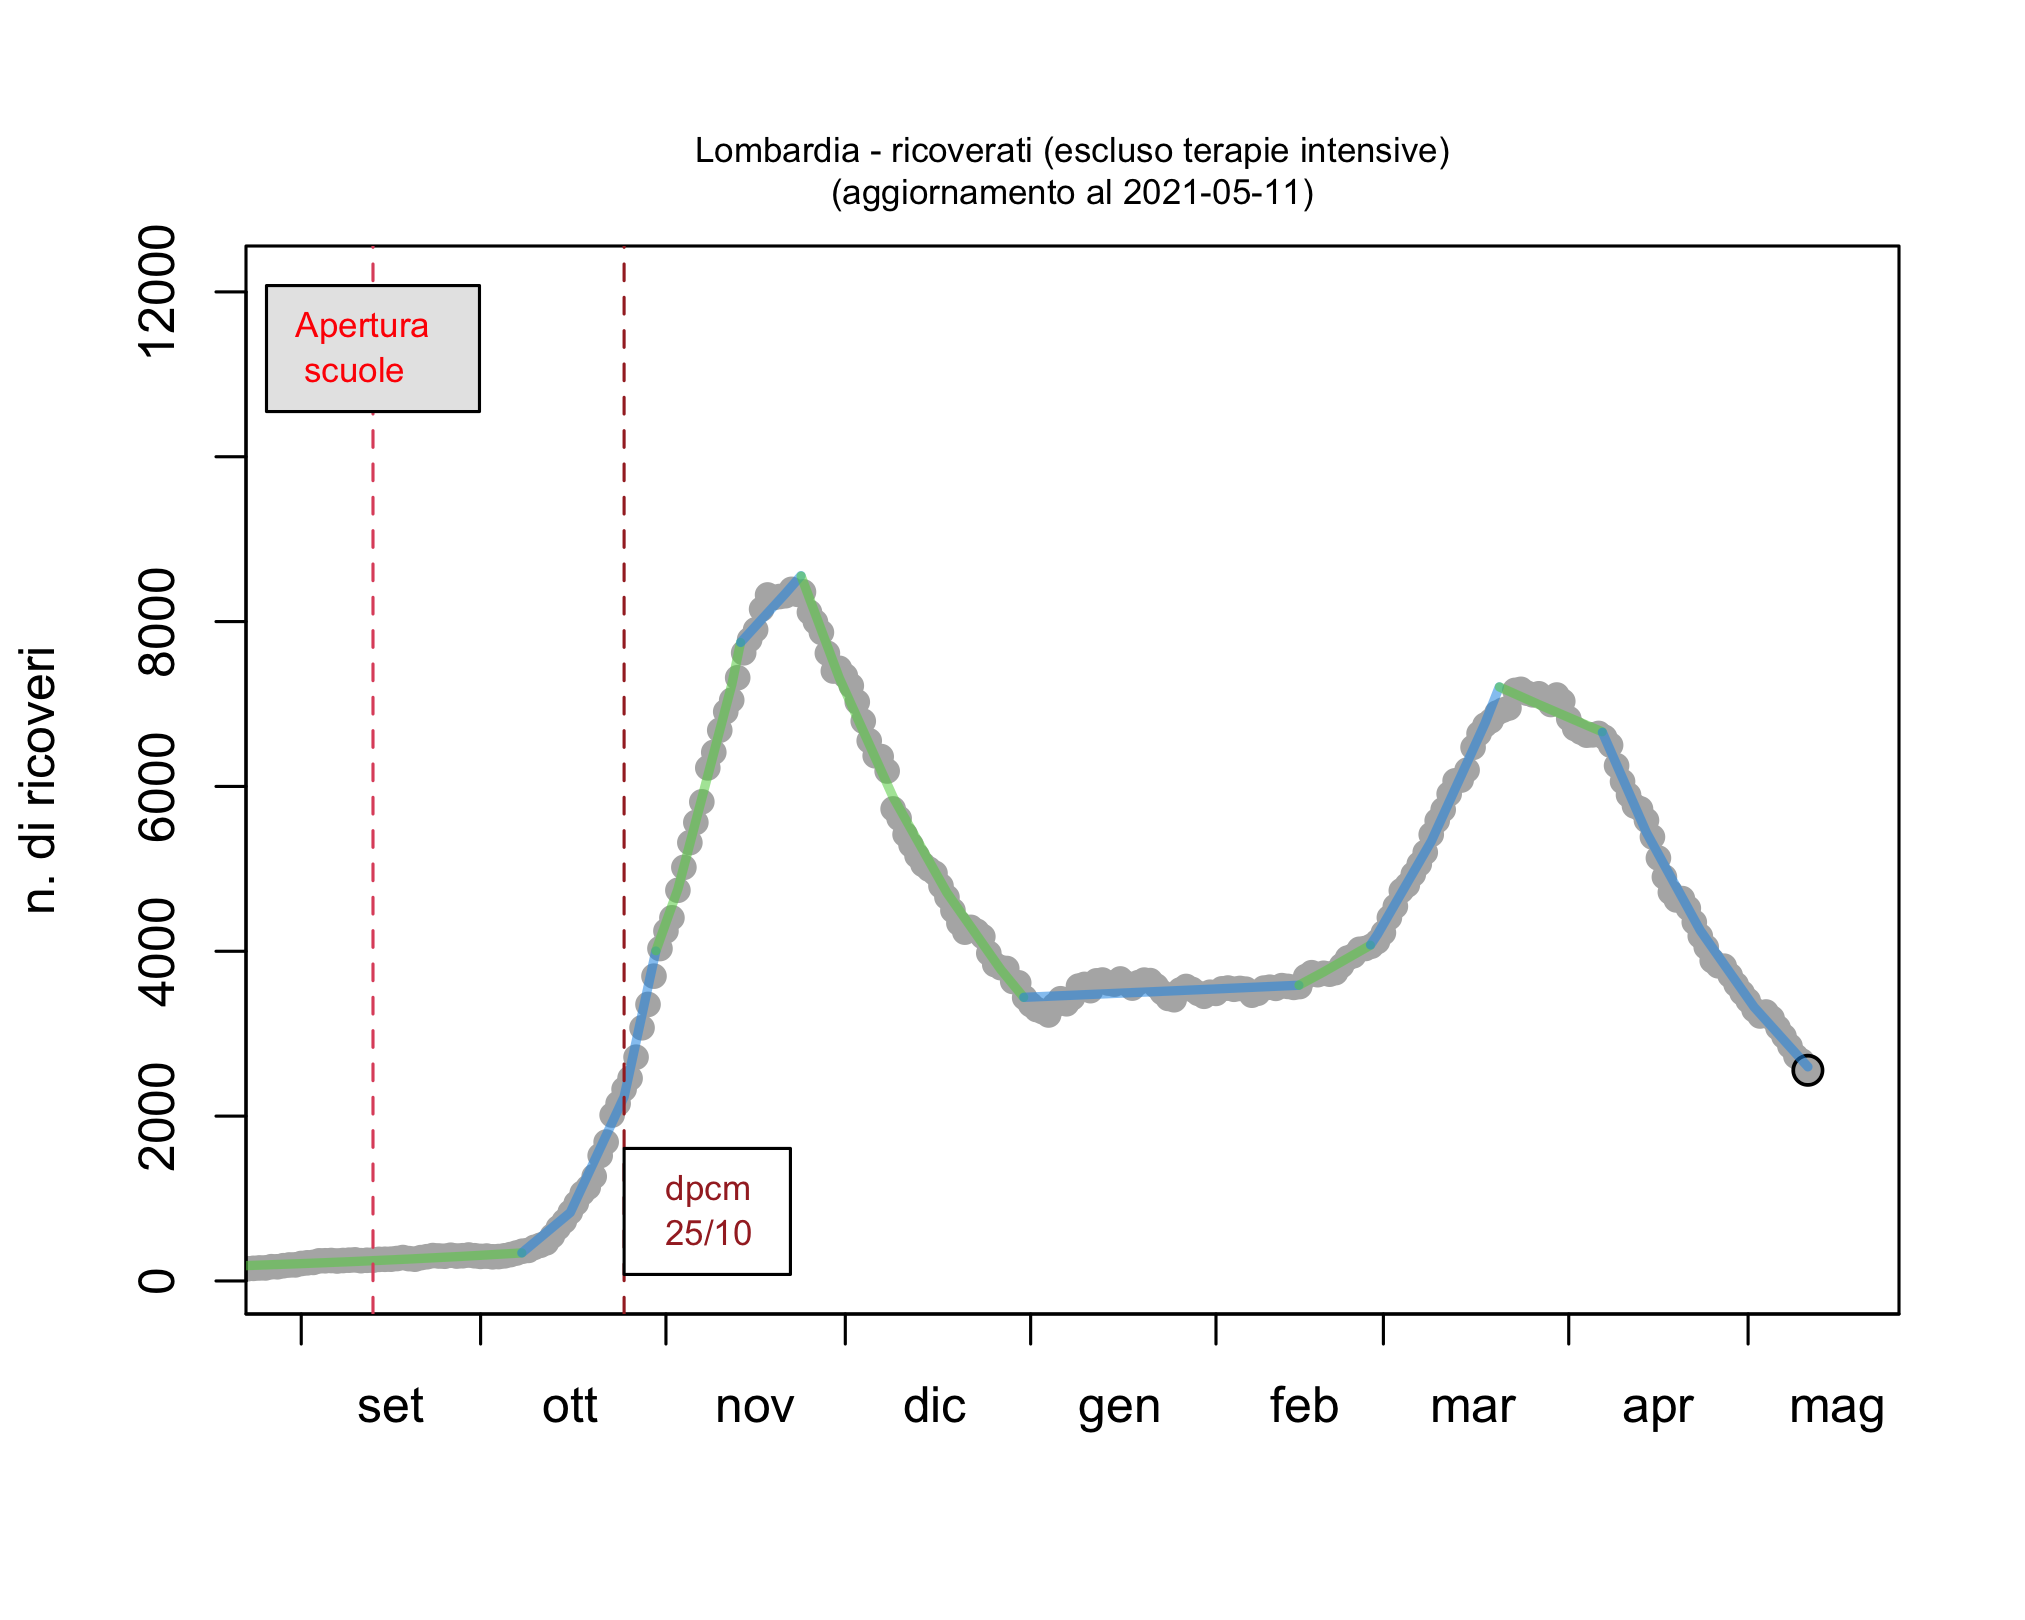 Lombardia - ricoverati (escluso terapie intensive)
(aggiornamento al 2021-05-11)
n. di ricoveri
12000
8000
6000
4000
2000
0
Apertura
scuole
dpcm
25/10
set ott nov dic gen feb mar apr mag